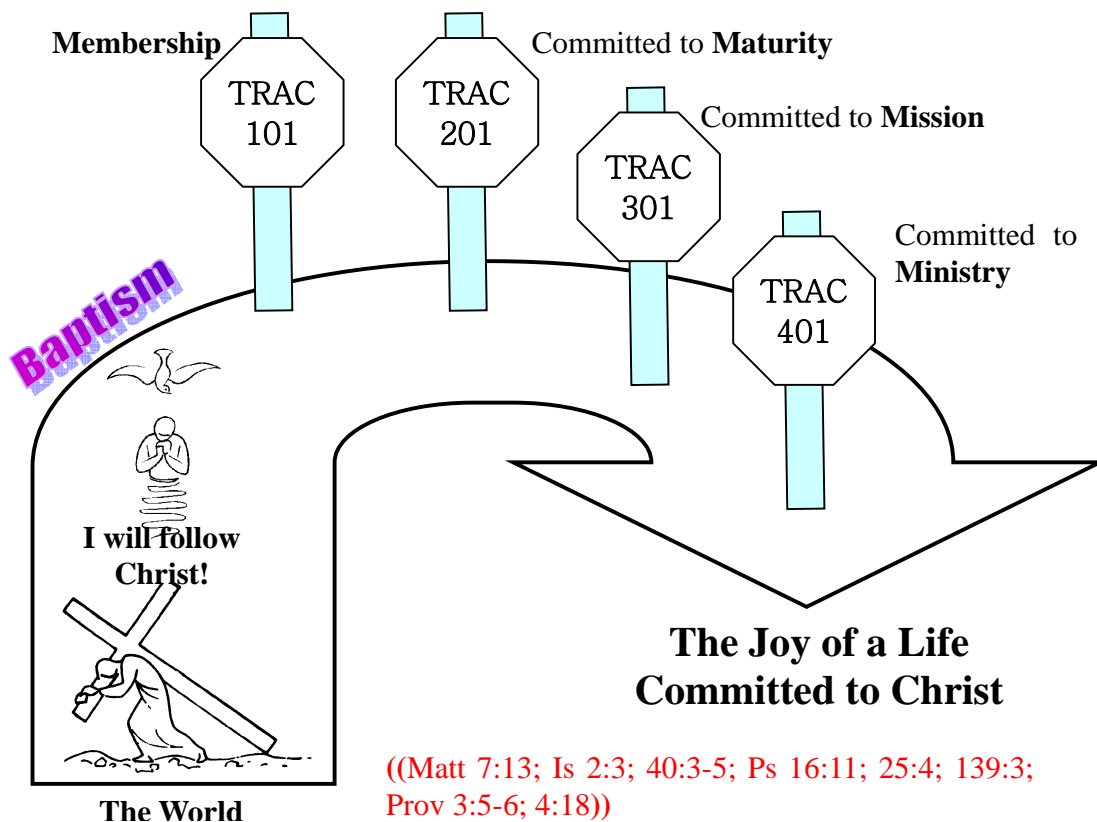 Membership
TRAC
101
TRAC
201
Committed to Maturity
TRAC
301
Committed to Mission
TRAC
401
Committed to
Ministry
Baptism
I will follow
Christ!
The World
The Joy of a Life
Committed to Christ
((Matt 7:13; Is 2:3; 40:3-5; Ps 16:11; 25:4; 139:3;
Prov 3:5-6; 4:18))